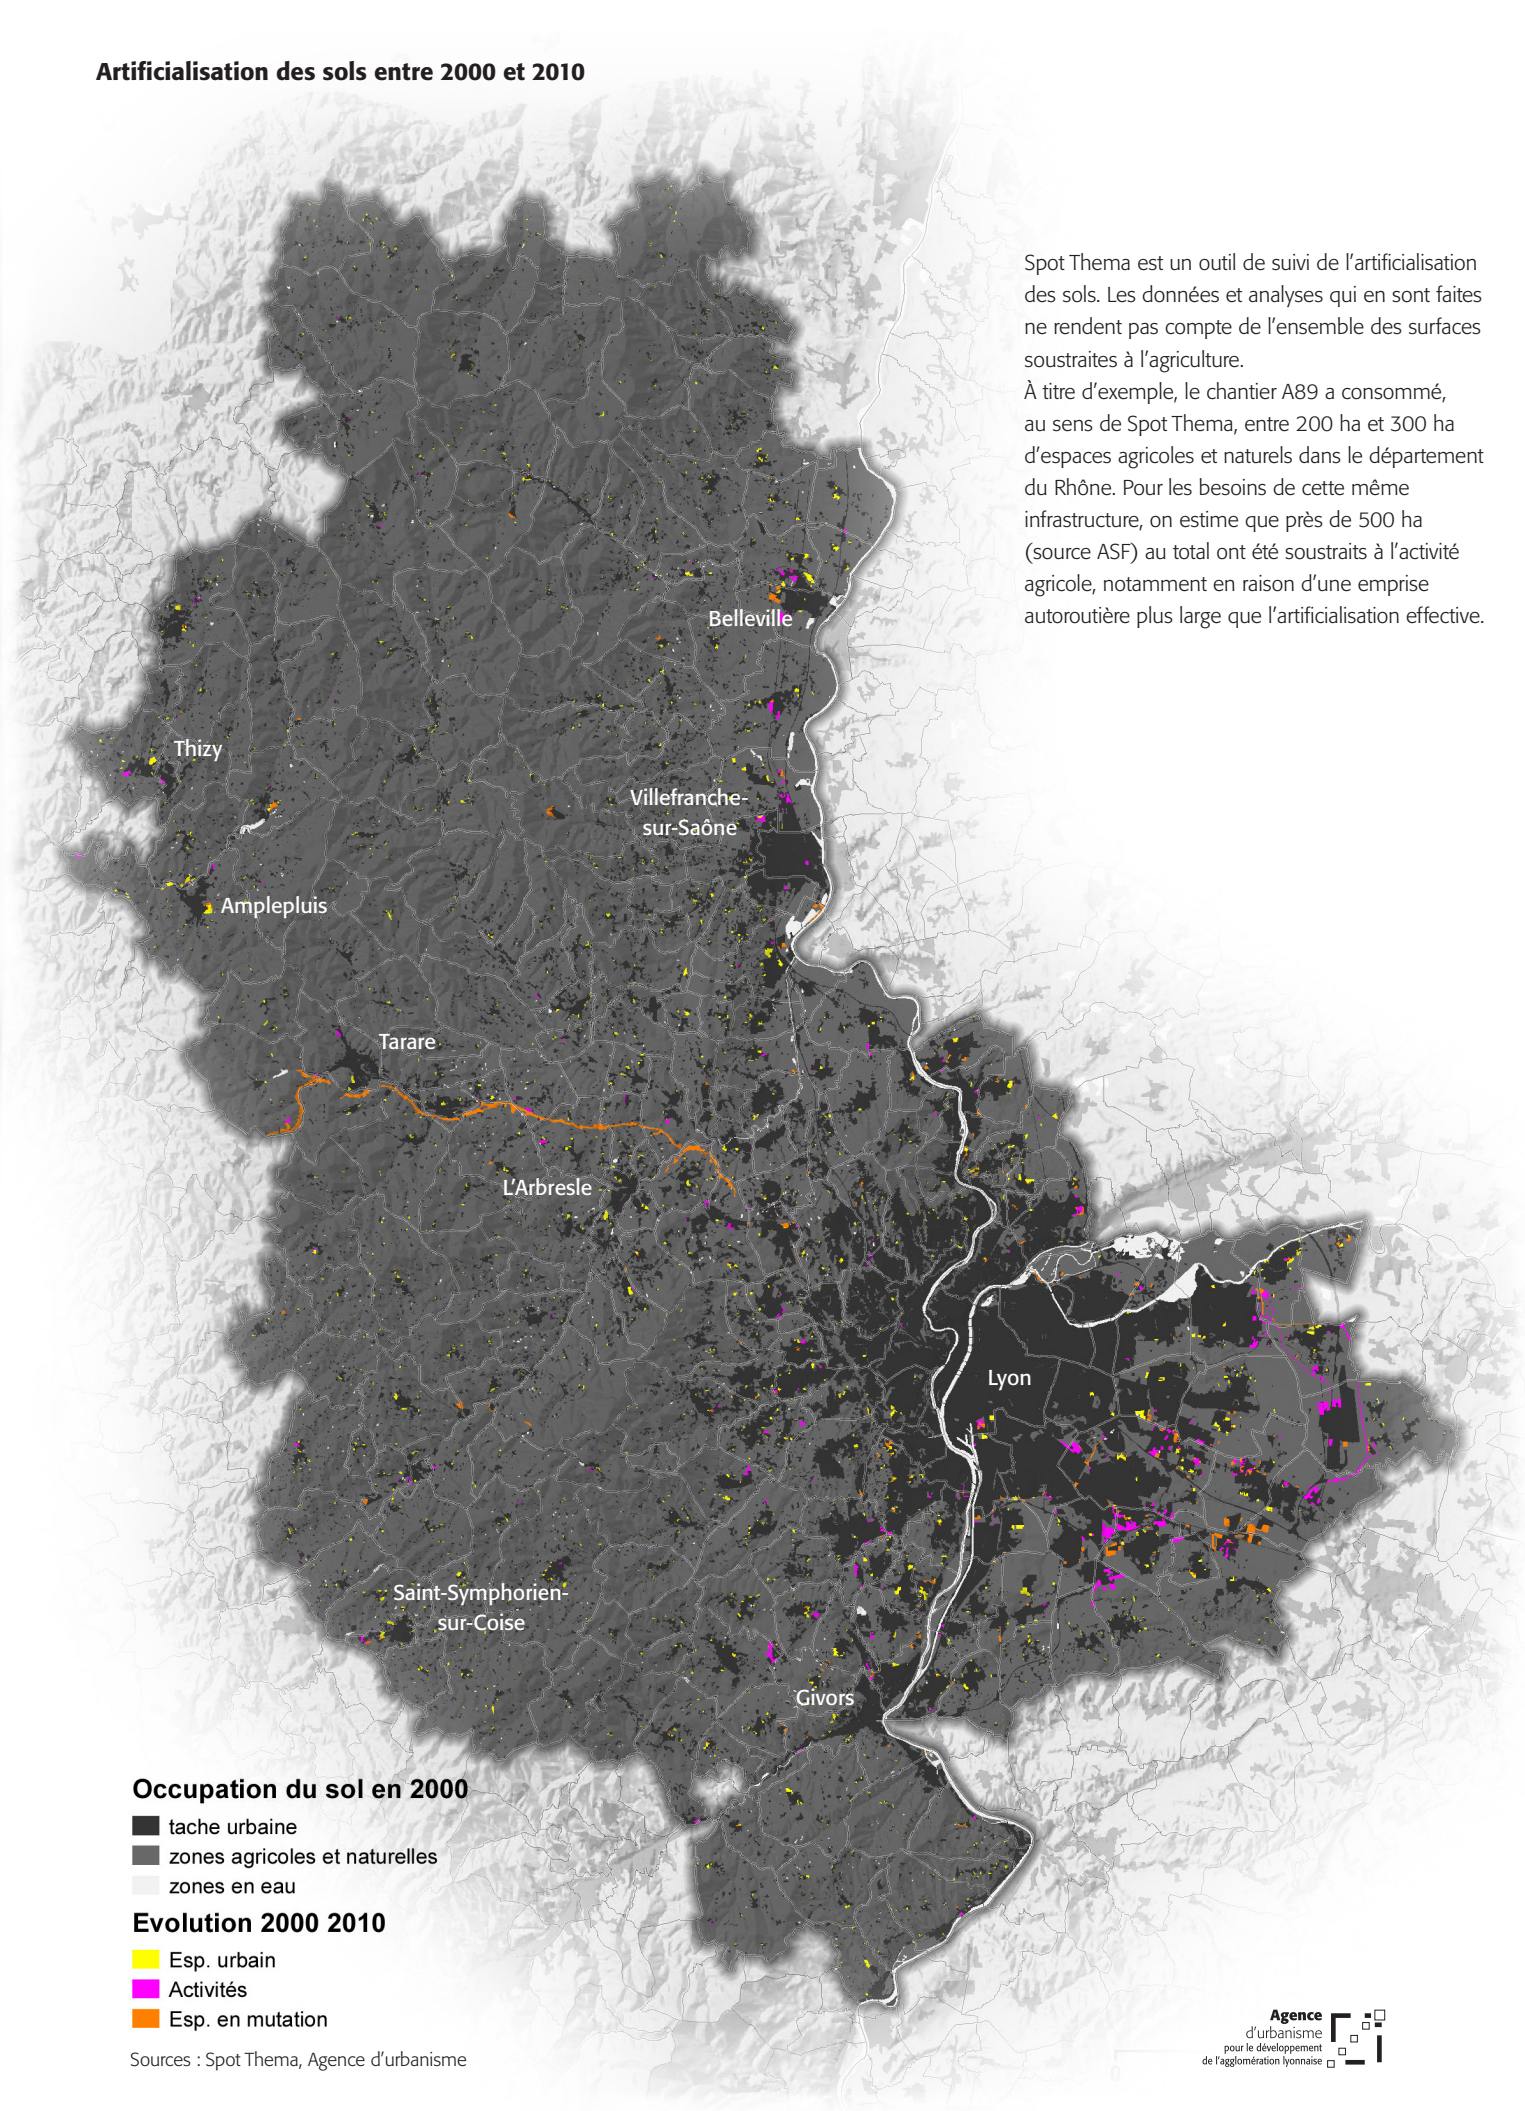 Artificialisation des sols entre 2000 et 2010
Spot Thema est un outil de suivi de l’artificialisation
des sols. Les données et analyses qui en sont faites
ne rendent pas compte de l’ensemble des surfaces
soustraites à l’agriculture.
À titre d’exemple, le chantier A89 a consommé,
au sens de Spot Thema, entre 200 ha et 300 ha
d’espaces agricoles et naturels dans le département
du Rhône. Pour les besoins de cette même
infrastructure, on estime que près de 500 ha
(source ASF) au total ont été soustraits à l’activité
agricole, notamment en raison d’une emprise
autoroutière plus large que l’artificialisation effective.
Belleville
Thizy
Villefranche-
sur-Saône
Amplepluis
Tarare
L’Arbresle
Lyon
Saint-Symphorien-
sur-Coise
Givors
Occupation du sol en 2000
tache urbaine
zones agricoles et naturelles
zones en eau
Evolution 2000 2010
Esp. urbain
Activités
Esp. en mutation
Sources : Spot Thema, Agence d’urbanisme
Agence
d’urbanisme
pour le développement
de l’agglomération lyonnaise